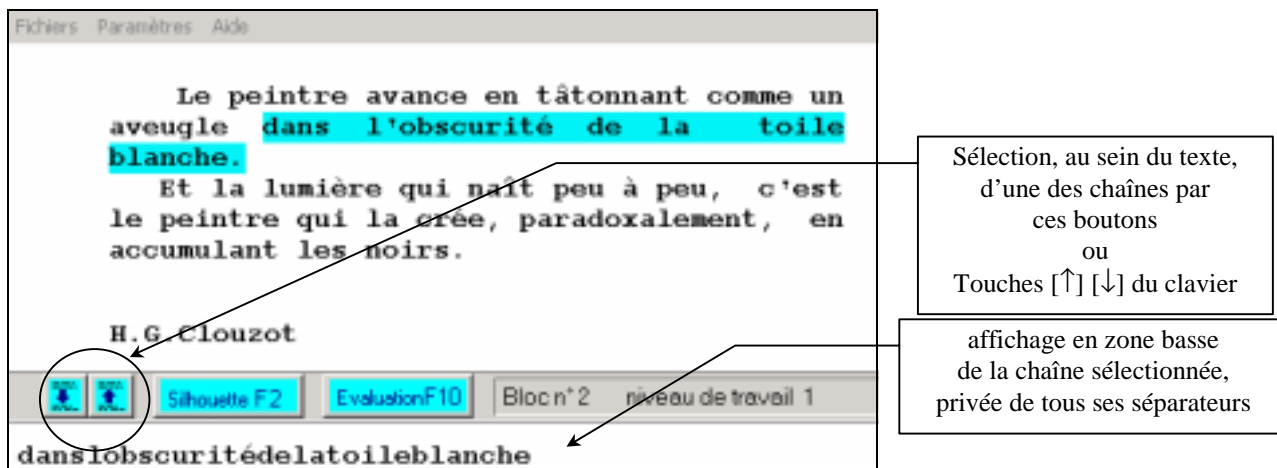 Fichiers Paramètres Aide
Le peintre avance en tâtonnant comme un
aveugle dans l'obscurité de la toile
blanche.
Et la lumière qui naît peu à peu, c'est
le peintre qui la crée, paradoxalement, en
accumulant les noirs.
H.G.Clouzot
Silhouette F2 EvaluationF10 Bloc n° 2 niveau de travail 1
danslobscuritédelatoileblanche
Sélection, au sein du texte,
d'une des chaînes par
ces boutons
ou
Touches [↑] [↓] du clavier
affichage en zone basse
de la chaîne sélectionnée,
privée de tous ses séparateurs